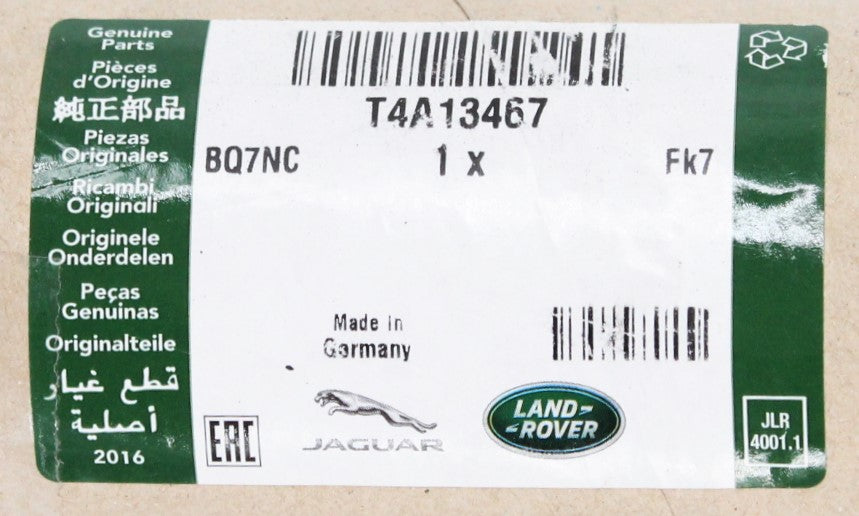 Genuine
Parts
Pièces
d'Origine
純正部品
Piezas
Originales
Ricambi
Originali
Originele
Onderdelen
Peças
Genuinas
Originalteile
قطع غيار
أصلية
2016
T4A13467
BQ7NC 1 x Fk7
Made in
Germany
EAC
JAGUAR
LAND-
-ROVER
JLR
4001.1